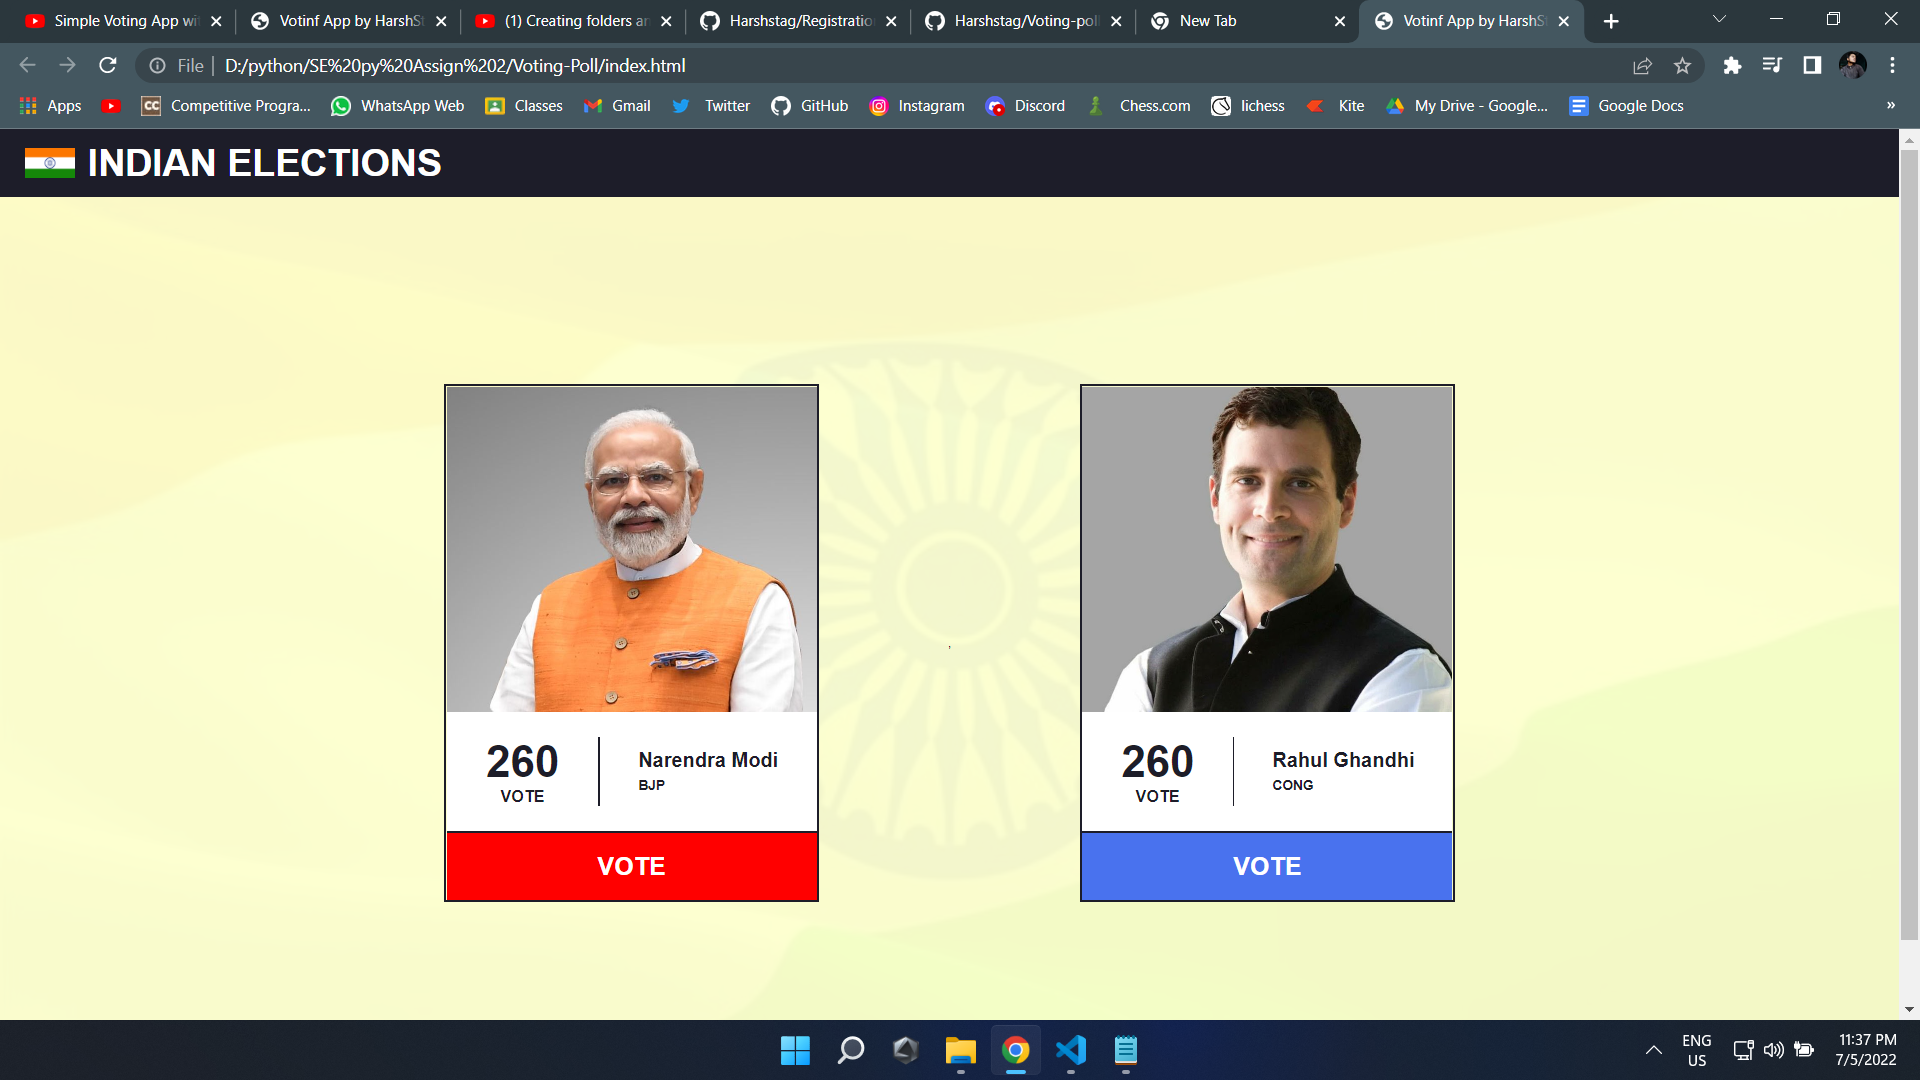 Simple Voting App wi
Votinf App by HarshSt
(1) Creating folders an
Harshstag/Registratio
Harshstag/Voting-poll
New Tab
Votinf App by HarshSt
File
D:/python/SE%20py%20Assign%202/Voting-Poll/index.html
Apps
CC Competitive Progra...
WhatsApp Web
Classes
Gmail
Twitter
GitHub
Instagram
Discord
Chess.com
lichess
Kite
My Drive - Google...
Google Docs
»
INDIAN ELECTIONS
,
260
VOTE
Narendra Modi
BJP
VOTE
260
VOTE
Rahul Ghandhi
CONG
VOTE
ENG
US
11:37 PM
7/5/2022